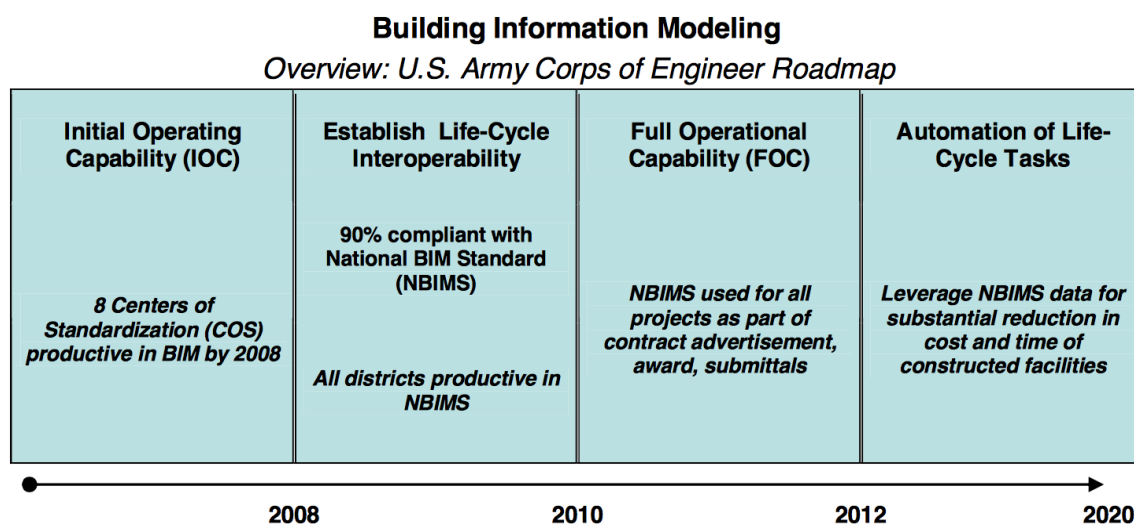 Building Information Modeling
Overview: U.S. Army Corps of Engineer Roadmap
Initial Operating
Capability (IOC)
8 Centers of
Standardization (COS)
productive in BIM by 2008
Establish Life-Cycle
Interoperability
90% compliant with
National BIM Standard
(NBIMS)
All districts productive in
NBIMS
Full Operational
Capability (FOC)
NBIMS used for all
projects as part of
contract advertisement,
award, submittals
Automation of Life-
Cycle Tasks
Leverage NBIMS data for
substantial reduction in
cost and time of
constructed facilities
2008
2010
2012
2020